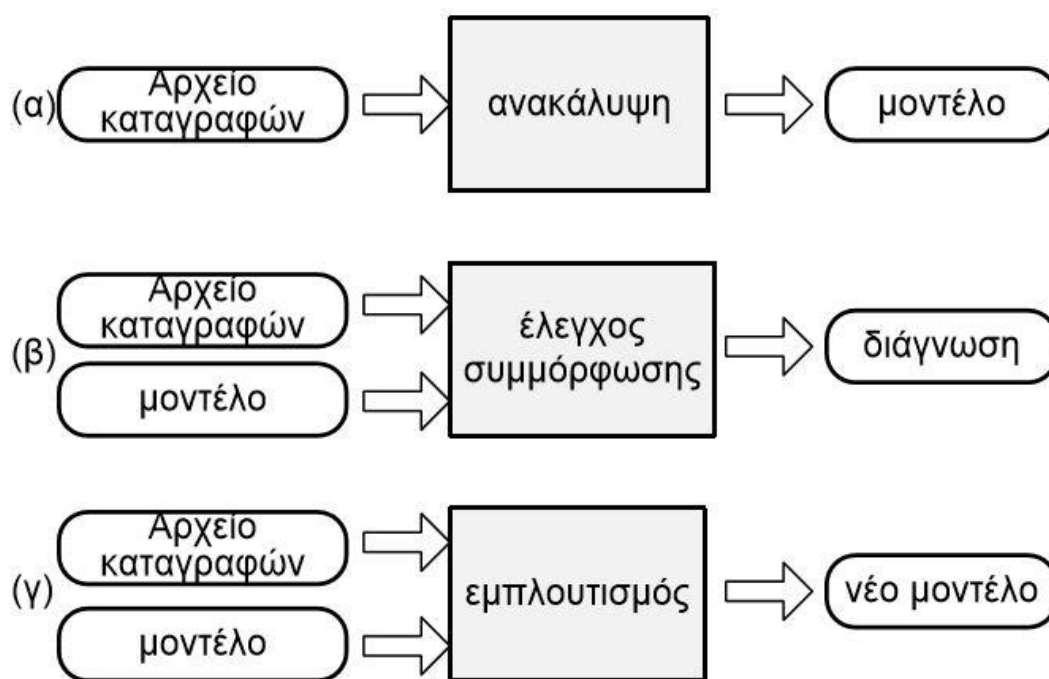 (α)
Αρχείο
καταγραφών
ανακάλυψη
μοντέλο
(β)
Αρχείο
καταγραφών
μοντέλο
έλεγχος
συμμόρφωσης
διάγνωση
(γ)
Αρχείο
καταγραφών
μοντέλο
εμπλουτισμός
νέο μοντέλο